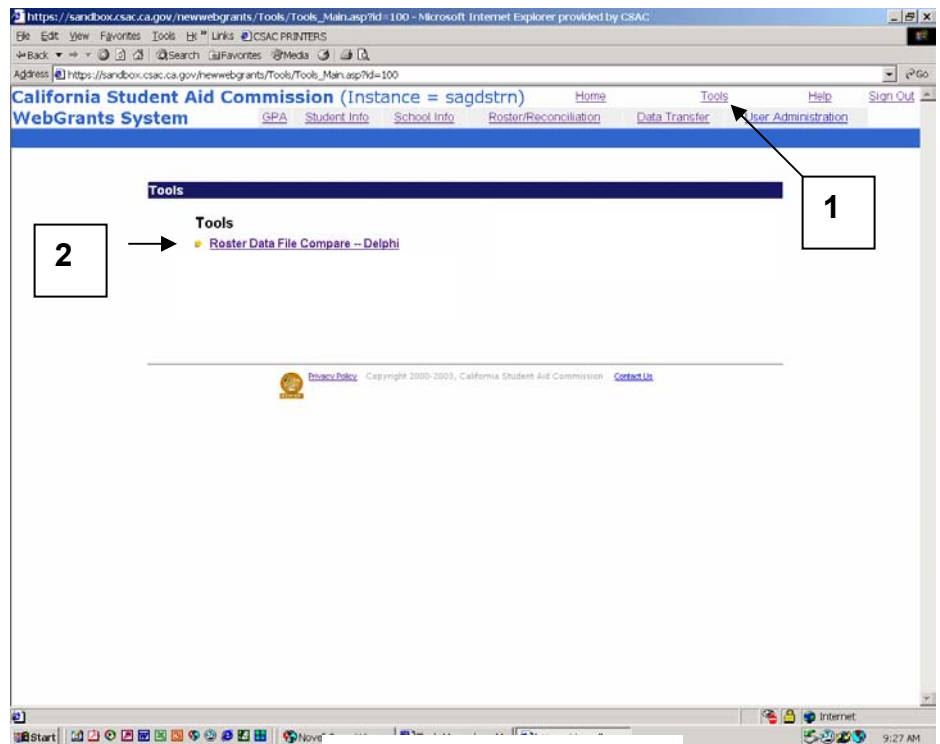 https://sandbox.csac.ca.gov/newwebgrants/Tools/Tools_Main.asp?id=100 - Microsoft Internet Explorer provided by CSAC
File Edit View Favorites Tools » Links CSAC PRINTERS
Back Search Favorites Media
Address https://sandbox.csac.ca.gov/newwebgrants/Tools/Tools_Main.asp?id=100 Go
California Student Aid Commission (Instance = sagdstrn) Home Tools Help Sign Out
WebGrants System GPA Student Info School Info Roster/Reconciliation Data Transfer User Administration
Tools
1
Tools
2
Roster Data File Compare -- Delphi
Privacy Policy Copyright 2000-2003, California Student Aid Commission Contact Us
Internet
Start 9:27 AM